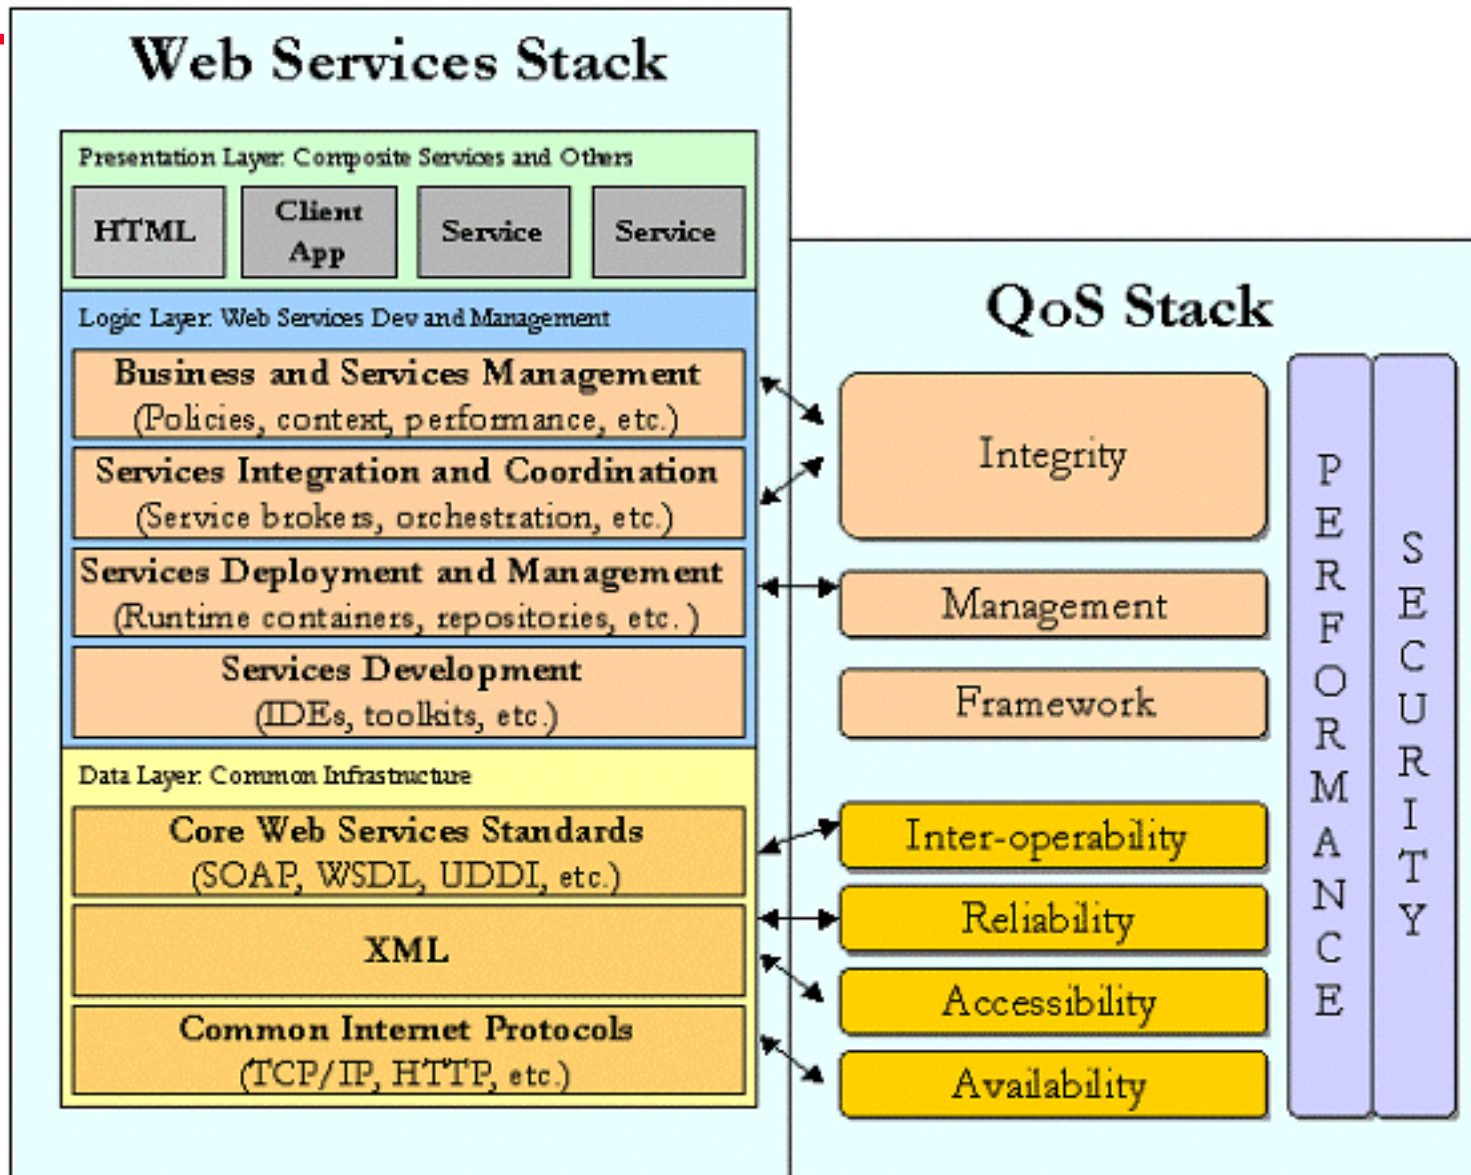 Web Services Stack
Presentation Layer: Composite Services and Others
HTML
Client
App
Service
Service
Logic Layer: Web Services Dev and Management
Business and Services Management
(Policies, context, performance, etc.)
Services Integration and Coordination
(Service brokers, orchestration, etc.)
Services Deployment and Management
(Runtime containers, repositories, etc. )
Services Development
(IDEs, toolkits, etc.)
Data Layer: Common Infrastructure
Core Web Services Standards
(SOAP, WSDL, UDDI, etc.)
XML
Common Internet Protocols
(TCP/IP, HTTP, etc.)
QoS Stack
Integrity
Management
Framework
Inter-operability
Reliability
Accessibility
Availability
PERFORMANCE
SECURITY